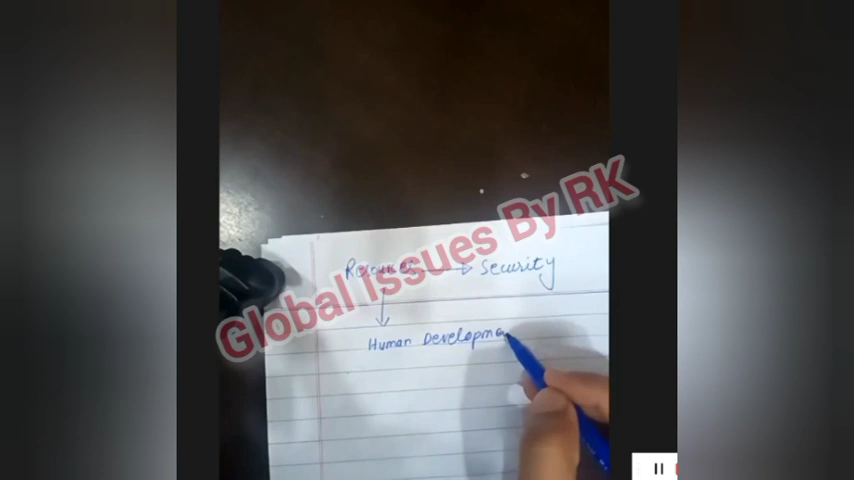 Resources → Security
Human Developme
Global Issues By RK